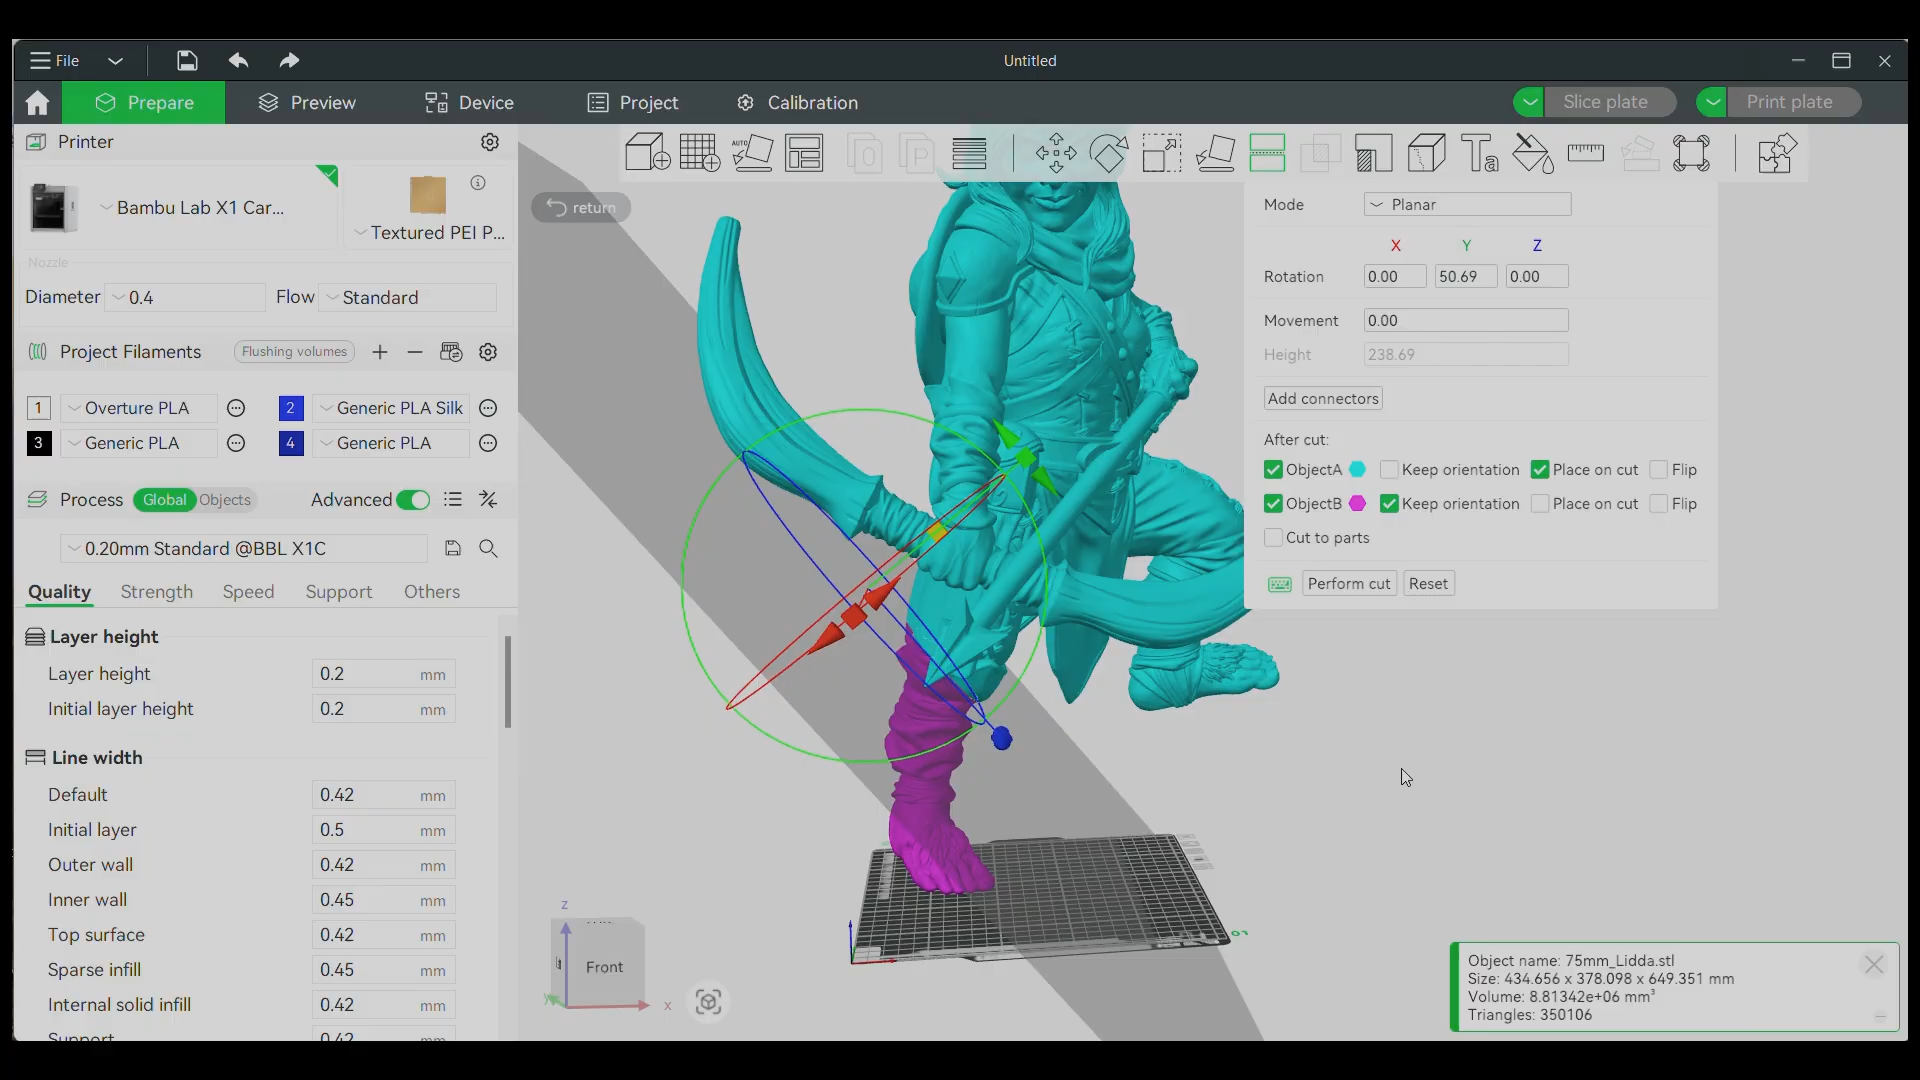 File
Untitled
Prepare
Preview
Device
Project
Calibration
Slice plate
Print plate
Printer
AUTO
return
Bambu Lab X1 Car...
Textured PEI P...
Nozzle
Diameter 0.4 Flow Standard
Project Filaments Flushing volumes
1 Overture PLA 2 Generic PLA Silk
3 Generic PLA 4 Generic PLA
Process Global Objects Advanced
0.20mm Standard @BBL X1C
Quality Strength Speed Support Others
Layer height
Layer height 0.2 mm
Initial layer height 0.2 mm
Line width
Default 0.42 mm
Initial layer 0.5 mm
Outer wall 0.42 mm
Inner wall 0.45 mm
Top surface 0.42 mm
Sparse infill 0.45 mm
Internal solid infill 0.42 mm
Support 0.42 mm
Mode Planar
X Y Z
Rotation 0.00 50.69 0.00
Movement 0.00
Height 238.69
Add connectors
After cut:
ObjectA Keep orientation Place on cut Flip
ObjectB Keep orientation Place on cut Flip
Cut to parts
Perform cut Reset
z
Front
x
01
Object name: 75mm_Lidda.stl
Size: 434.656 x 378.098 x 649.351 mm
Volume: 8.81342e+06 mm³
Triangles: 350106